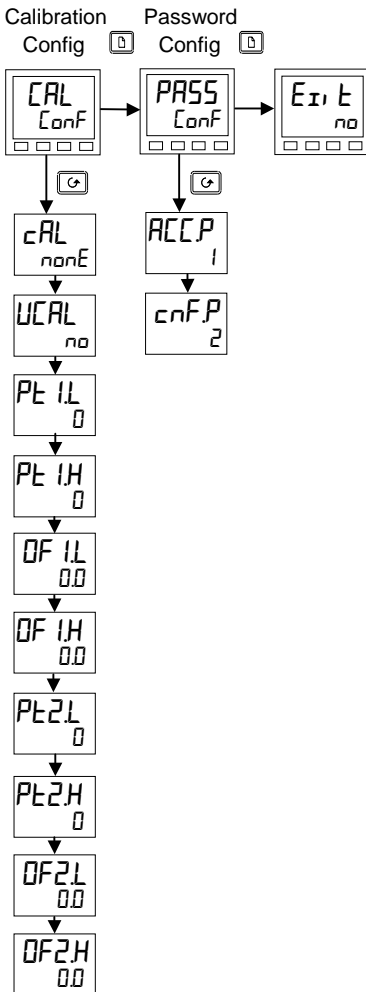 Calibration Password
Config Config
CAL PASS Exit
ConF ConF no
cAL ACC.P
nonE 1
UCAL cnF.P
no 2
Pt 1.L
0
Pt 1.H
0
OF 1.L
0.0
OF 1.H
0.0
Pt2.L
0
Pt2.H
0
OF2.L
0.0
OF2.H
0.0